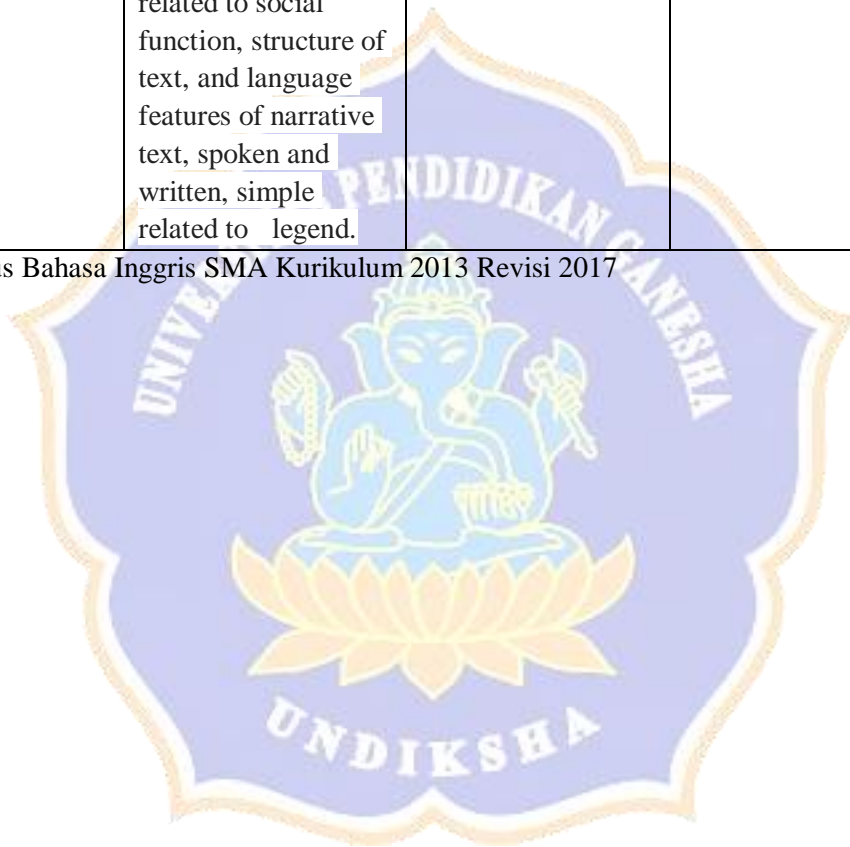 related to social
function, structure of
text, and language
features of narrative
text, spoken and
written, simple
related to legend.
Bahasa Inggris SMA Kurikulum 2013 Revisi 2017
PENDIDIKAN GANESHA
UNDIKSHA